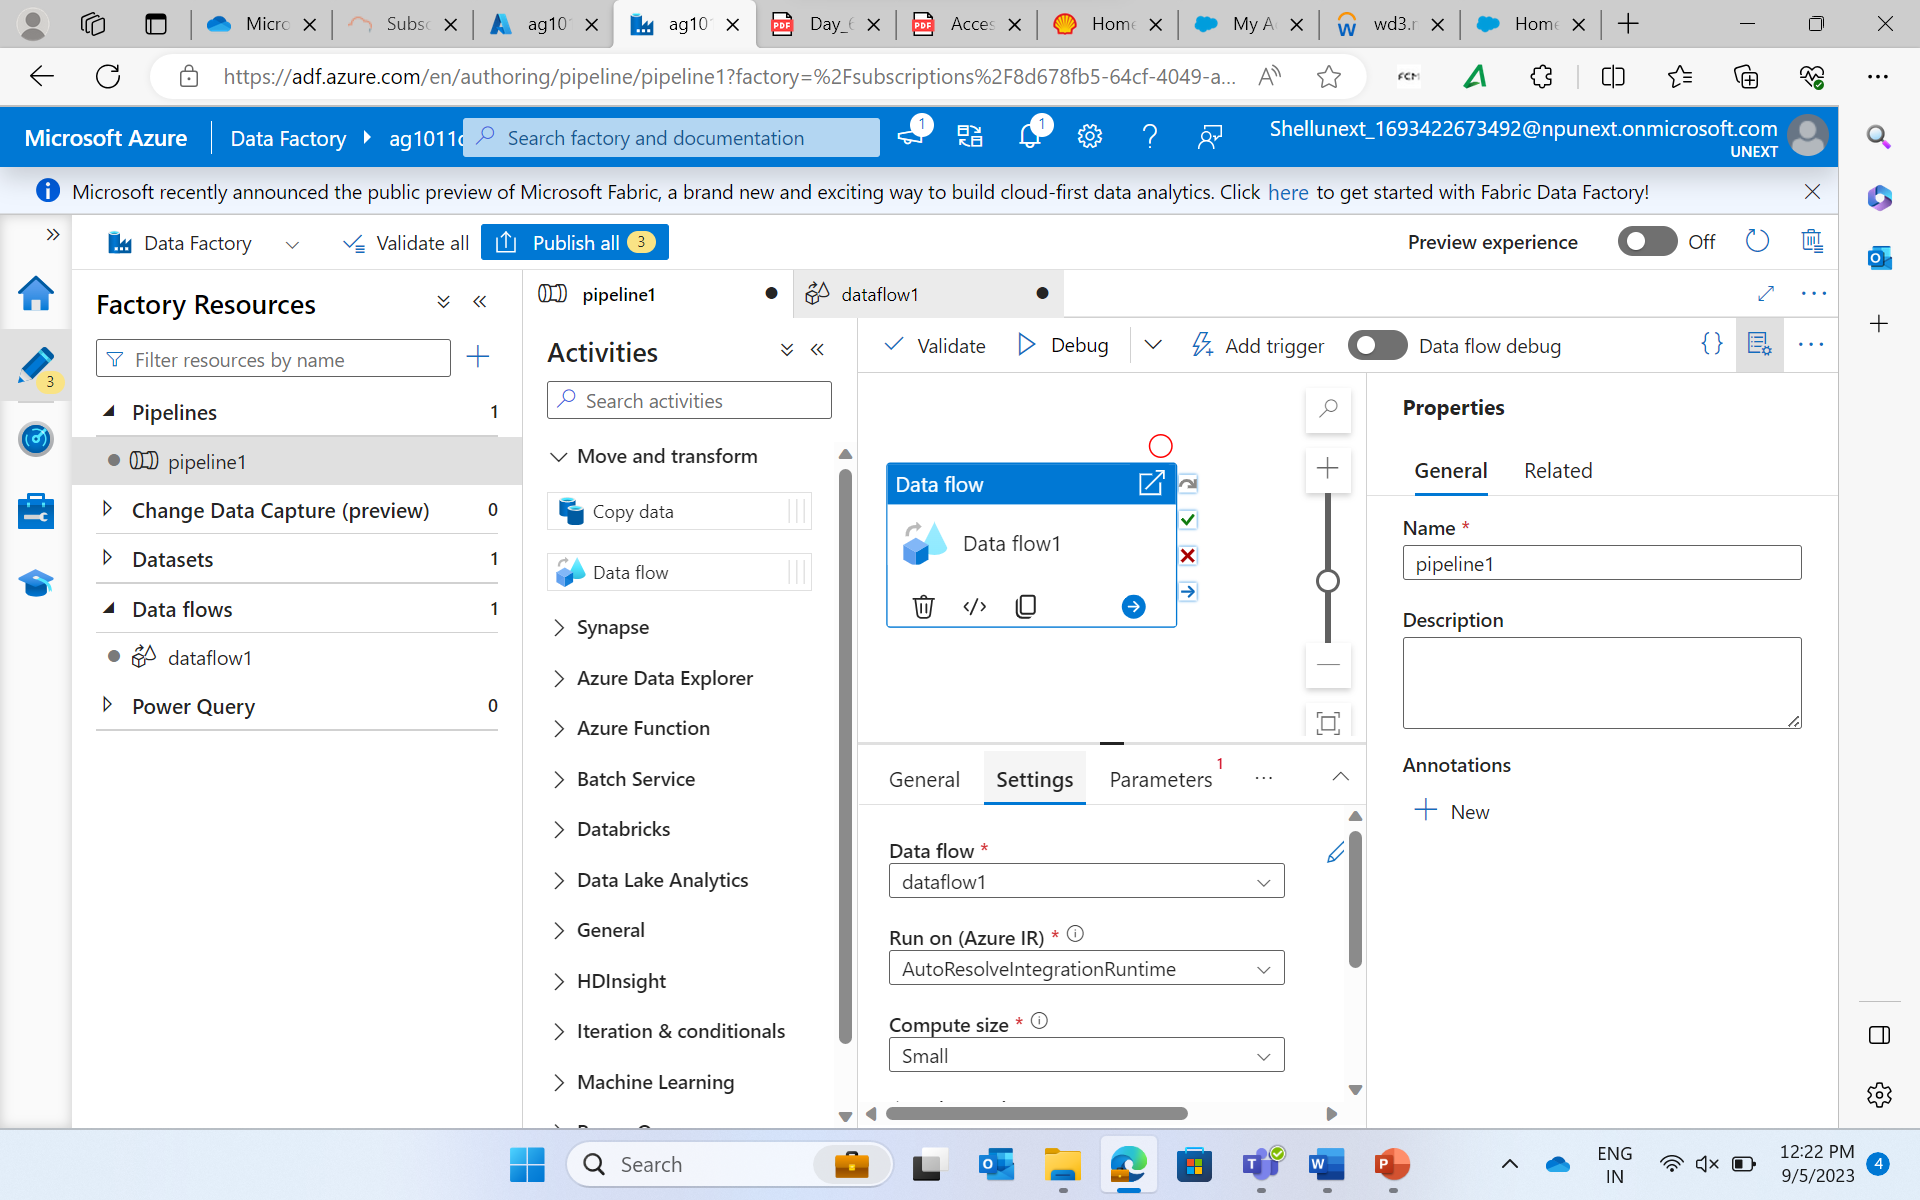 Micro
Subsc
ag10
ag10
Day_6
Acces
Home
My A
wd3.r
Home
https://adf.azure.com/en/authoring/pipeline/pipeline1?factory=%2Fsubscriptions%2F8d678fb5-64cf-4049-a...
FCM
Microsoft Azure
Data Factory
ag1011
Search factory and documentation
1
1
Shellunext_1693422673492@npunext.onmicrosoft.com
UNEXT
Microsoft recently announced the public preview of Microsoft Fabric, a brand new and exciting way to build cloud-first data analytics. Click here to get started with Fabric Data Factory!
Data Factory
Validate all
Publish all 3
Preview experience
Off
3
Factory Resources
Filter resources by name
Pipelines 1
pipeline1
Change Data Capture (preview) 0
Datasets 1
Data flows 1
dataflow1
Power Query 0
pipeline1
dataflow1
Activities
Search activities
Move and transform
Copy data
Data flow
Synapse
Azure Data Explorer
Azure Function
Batch Service
Databricks
Data Lake Analytics
General
HDInsight
Iteration & conditionals
Machine Learning
Validate
Debug
Add trigger
Data flow debug
Data flow
Data flow1
General
Settings
Parameters 1
Data flow *
dataflow1
Run on (Azure IR) *
AutoResolveIntegrationRuntime
Compute size *
Small
Properties
General
Related
Name *
pipeline1
Description
Annotations
New
Search
ENG
IN
12:22 PM
9/5/2023
4